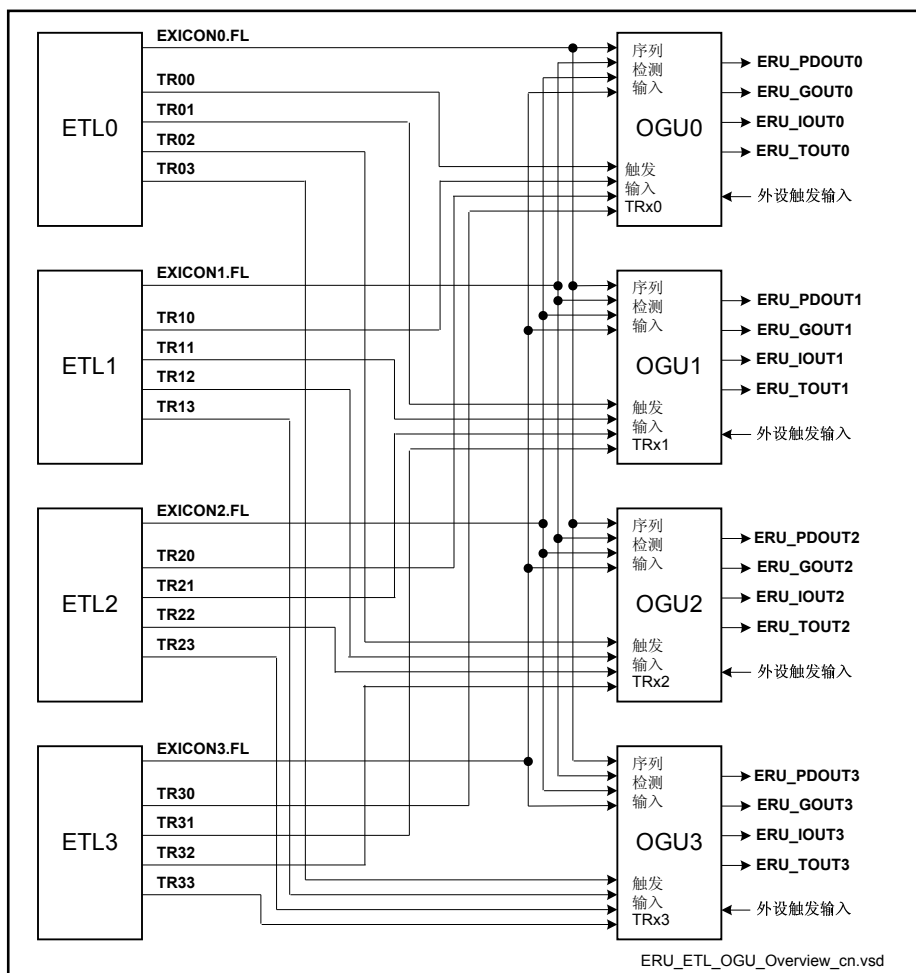 EXICON0.FL
TR00
TR01
TR02
TR03
ETL0
序列
检测
输入
OGU0
触发
输入
TRx0
ERU_PDOUT0
ERU_GOUT0
ERU_IOUT0
ERU_TOUT0
外设触发输入
EXICON1.FL
TR10
TR11
TR12
TR13
ETL1
序列
检测
输入
OGU1
触发
输入
TRx1
ERU_PDOUT1
ERU_GOUT1
ERU_IOUT1
ERU_TOUT1
外设触发输入
EXICON2.FL
TR20
TR21
TR22
TR23
ETL2
序列
检测
输入
OGU2
触发
输入
TRx2
ERU_PDOUT2
ERU_GOUT2
ERU_IOUT2
ERU_TOUT2
外设触发输入
EXICON3.FL
TR30
TR31
TR32
TR33
ETL3
序列
检测
输入
OGU3
触发
输入
TRx3
ERU_PDOUT3
ERU_GOUT3
ERU_IOUT3
ERU_TOUT3
外设触发输入
ERU_ETL_OGU_Overview_cn.vsd